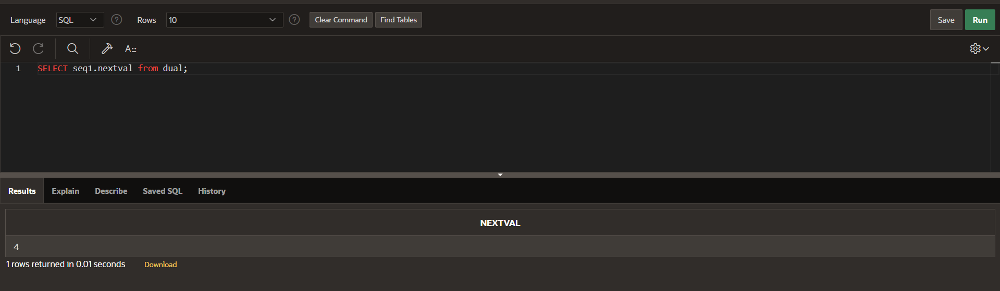 Language SQL ? Rows 10 ? Clear Command Find Tables Save Run
A::
1 SELECT seq1.nextval from dual;
Results Explain Describe Saved SQL History
NEXTVAL
4
1 rows returned in 0.01 seconds Download